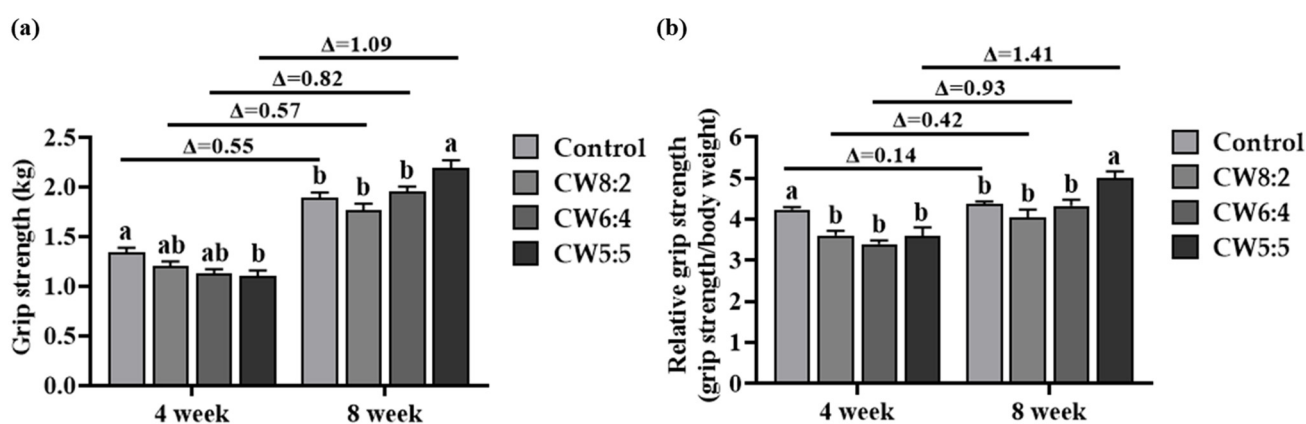 (a)
Δ=1.09
Δ=0.82
Δ=0.57
Δ=0.55
Grip strength (kg)
2.5
2.0
1.5
1.0
0.5
0.0
a
ab
ab
b
b
b
b
a
4 week
8 week
Control
CW8:2
CW6:4
CW5:5
(b)
Δ=1.41
Δ=0.93
Δ=0.42
Δ=0.14
Relative grip strength
(grip strength/body weight)
6
5
4
3
2
1
0
a
b
b
b
b
b
b
a
4 week
8 week
Control
CW8:2
CW6:4
CW5:5